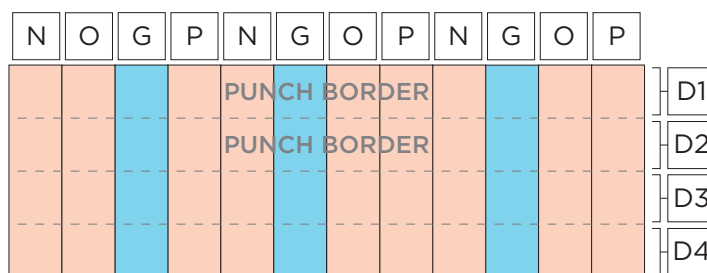 N O G P N G O P N G O P
PUNCH BORDER D1
PUNCH BORDER D2
D3
D4